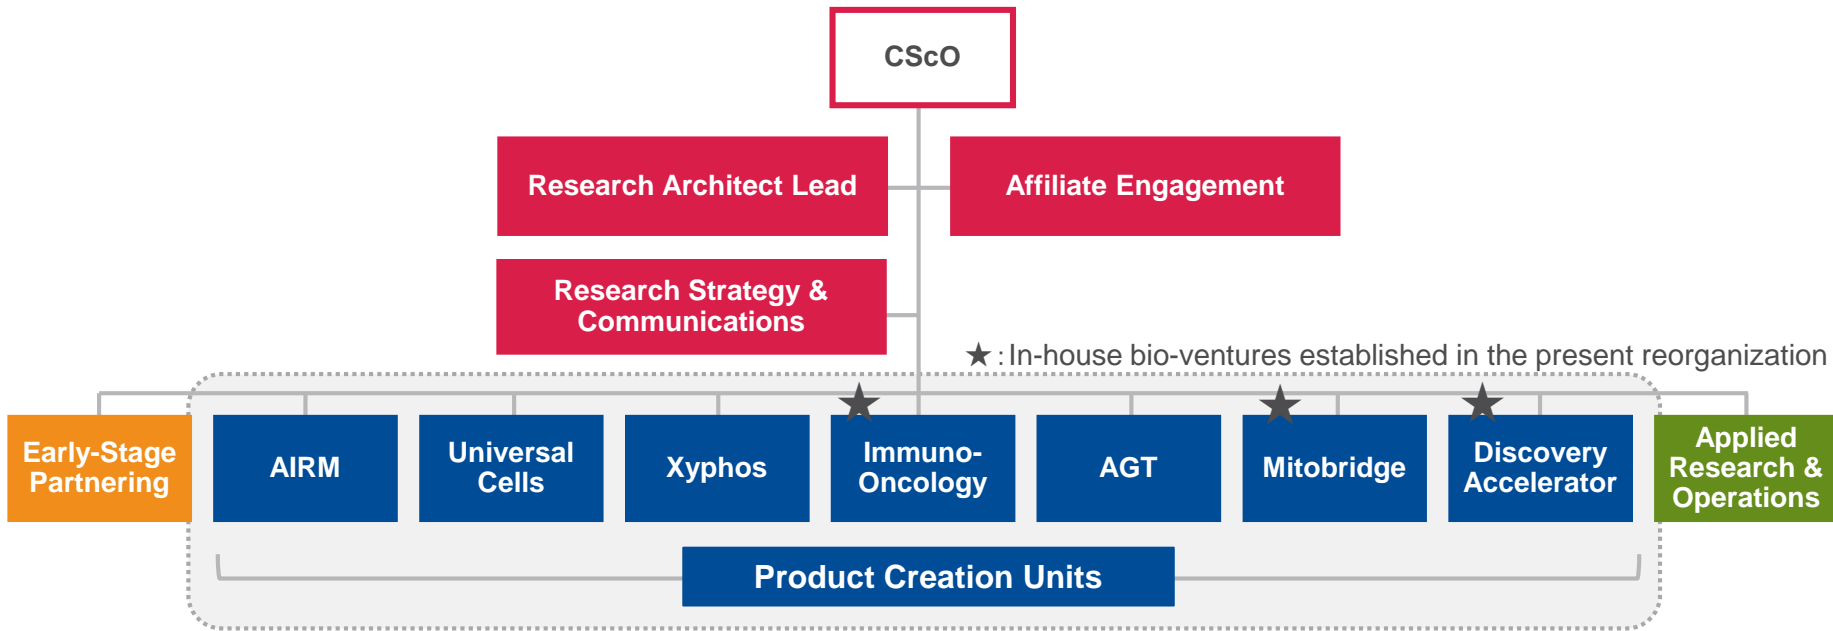 CScO
Research Architect Lead
Affiliate Engagement
Research Strategy &
Communications
★ : In-house bio-ventures established in the present reorganization
Early-Stage
Partnering
AIRM
Universal
Cells
Xyphos
Immuno-
Oncology
AGT
Mitobridge
Discovery
Accelerator
Applied
Research &
Operations
Product Creation Units